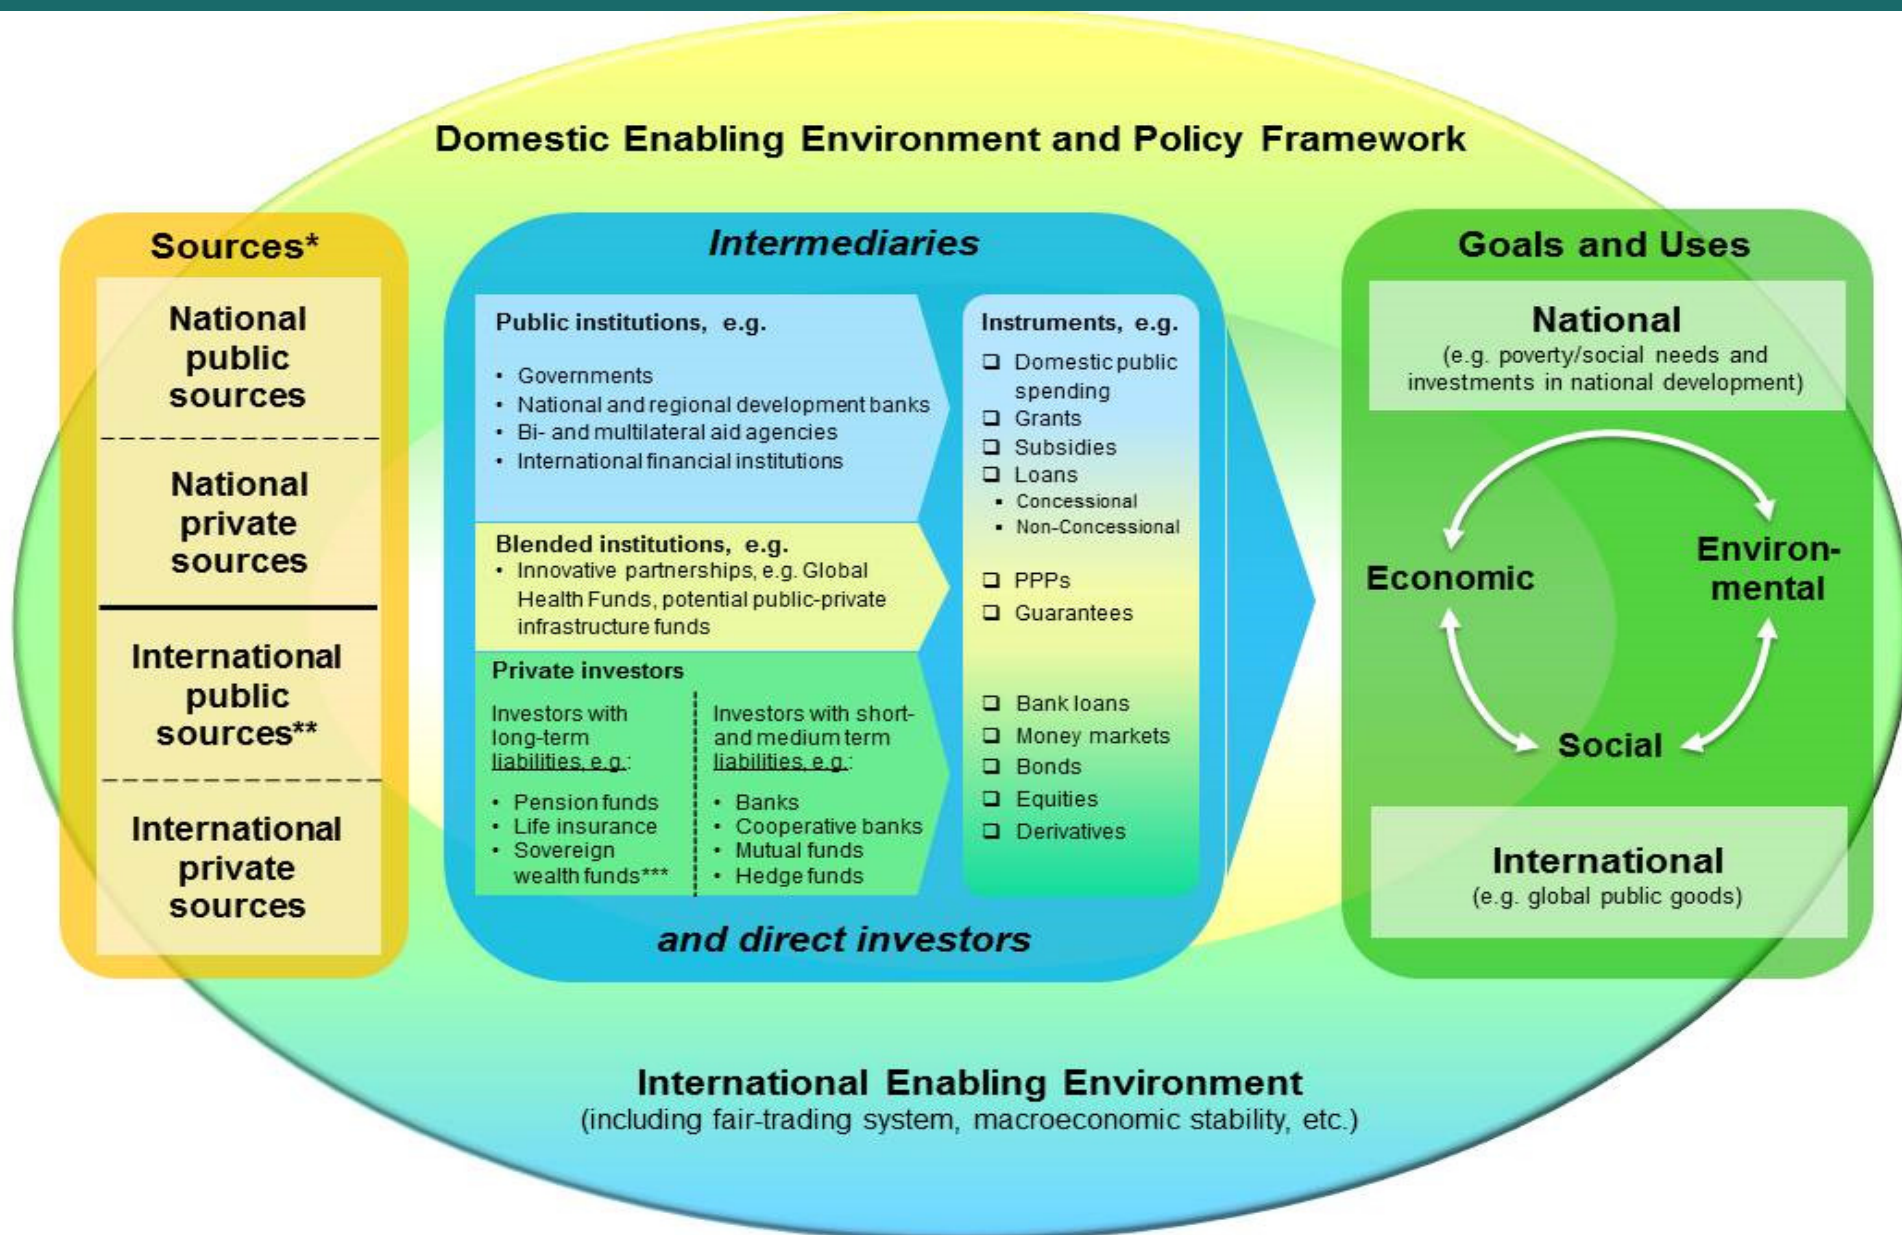 Domestic Enabling Environment and Policy Framework
Sources*
National
public
sources
National
private
sources
International
public
sources**
International
private
sources
Intermediaries
Public institutions, e.g.
• Governments
• National and regional development banks
• Bi- and multilateral aid agencies
• International financial institutions
Blended institutions, e.g.
• Innovative partnerships, e.g. Global
Health Funds, potential public-private
infrastructure funds
Private investors
Investors with
long-term
liabilities, e.g.:
• Pension funds
• Life insurance
• Sovereign
wealth funds***
Investors with short-
and medium term
liabilities, e.g.:
• Banks
• Cooperative banks
• Mutual funds
• Hedge funds
Instruments, e.g.
❑ Domestic public
spending
❑ Grants
❑ Subsidies
❑ Loans
▪ Concessional
▪ Non-Concessional
❑ PPPs
❑ Guarantees
❑ Bank loans
❑ Money markets
❑ Bonds
❑ Equities
❑ Derivatives
and direct investors
Goals and Uses
National
(e.g. poverty/social needs and
investments in national development)
Economic
Environ-
mental
Social
International
(e.g. global public goods)
International Enabling Environment
(including fair-trading system, macroeconomic stability, etc.)